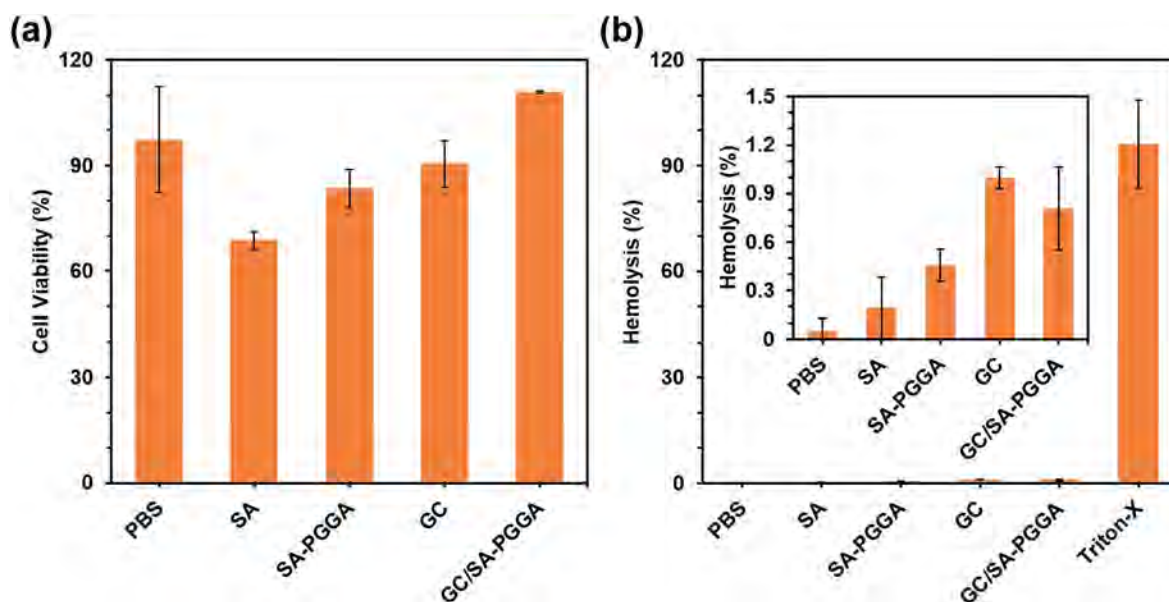 (a)
120
90
60
30
0
Cell Viability (%)
PBS
SA
SA-PGGA
GC
GC/SA-PGGA
(b)
120
90
60
30
0
Hemolysis (%)
1.5
1.2
0.9
0.6
0.3
0
Hemolysis (%)
PBS
SA
SA-PGGA
GC
GC/SA-PGGA
PBS
SA
SA-PGGA
GC
GC/SA-PGGA
Triton-X